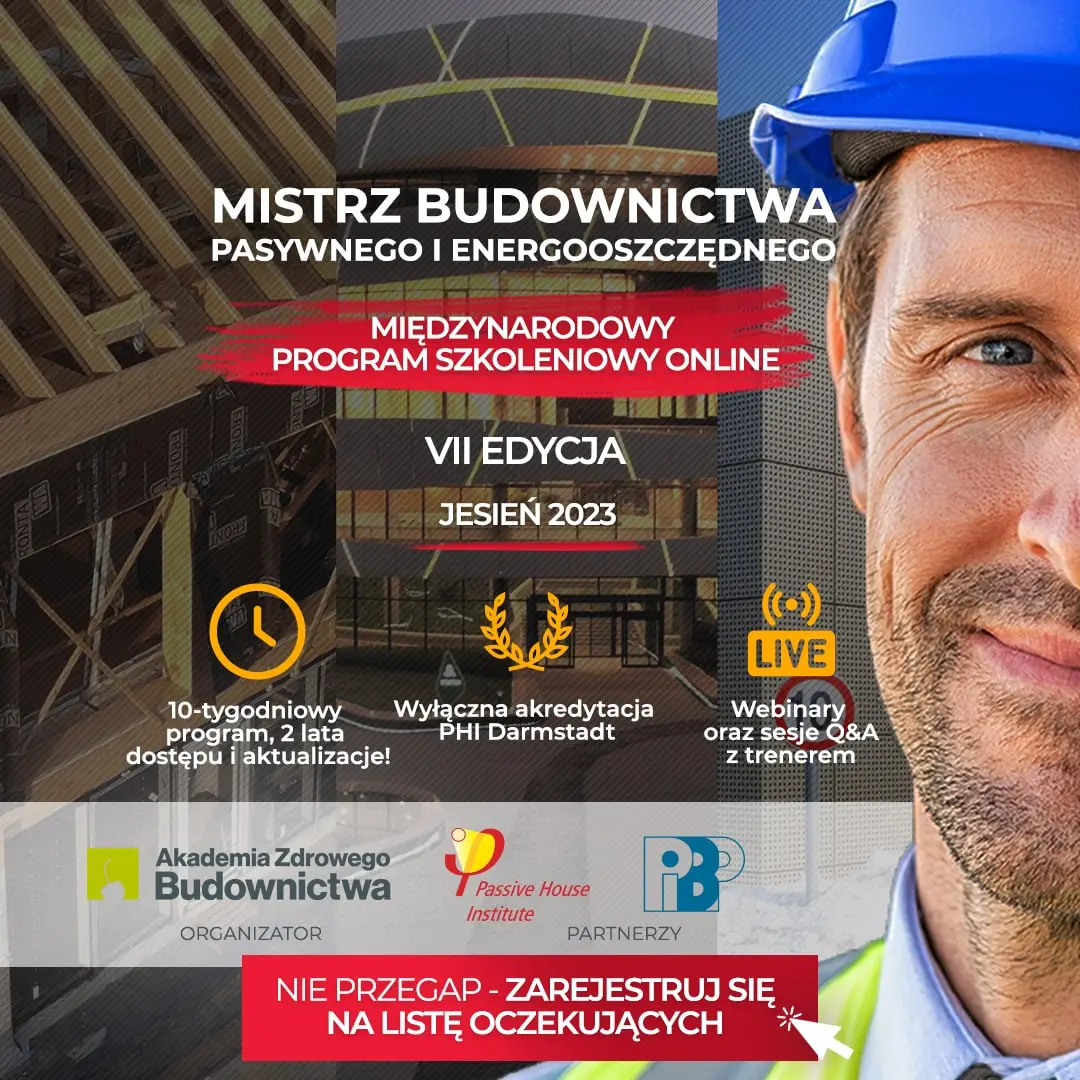 MISTRZ BUDOWNICTWA
PASYWNEGO I ENERGOOSZCZĘDNEGO
MIĘDZYNARODOWY
PROGRAM SZKOLENIOWY ONLINE
VII EDYCJA
JESIEŃ 2023
LIVE
10-tygodniowy
program, 2 lata
dostępu i aktualizacje!
Wyłączna akredytacja
PHI Darmstadt
10
Webinary
oraz sesje Q&A
z trenerem
Akademia Zdrowego
Budownictwa
ORGANIZATOR
Passive House
Institute
PiBP
PARTNERZY
NIE PRZEGAP - ZAREJESTRUJ SIĘ
NA LISTĘ OCZEKUJĄCYCH